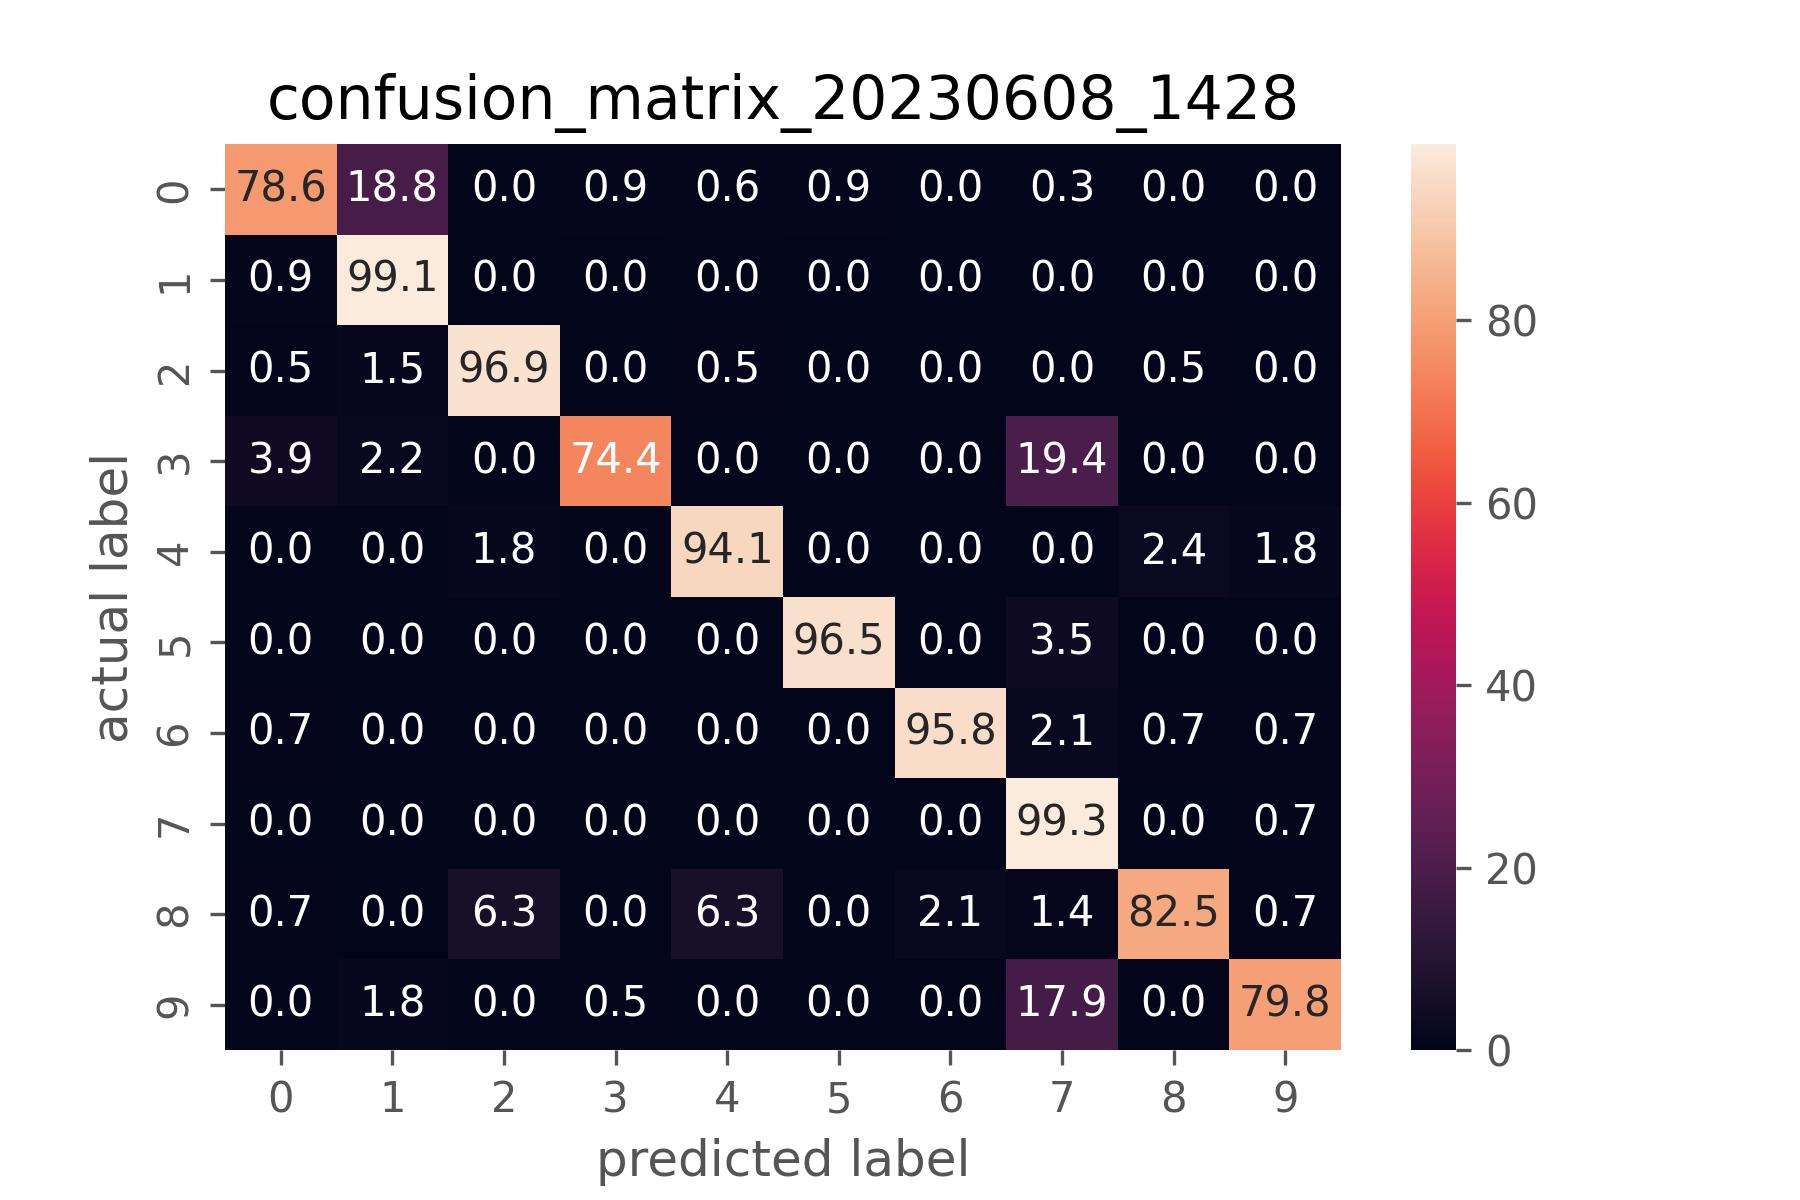 confusion_matrix_20230608_1428
0 78.6 18.8 0.0 0.9 0.6 0.9 0.0 0.3 0.0 0.0
1 0.9 99.1 0.0 0.0 0.0 0.0 0.0 0.0 0.0 0.0
2 0.5 1.5 96.9 0.0 0.5 0.0 0.0 0.0 0.5 0.0
3 3.9 2.2 0.0 74.4 0.0 0.0 0.0 19.4 0.0 0.0
4 0.0 0.0 1.8 0.0 94.1 0.0 0.0 0.0 2.4 1.8
5 0.0 0.0 0.0 0.0 0.0 96.5 0.0 3.5 0.0 0.0
6 0.7 0.0 0.0 0.0 0.0 0.0 95.8 2.1 0.7 0.7
7 0.0 0.0 0.0 0.0 0.0 0.0 0.0 99.3 0.0 0.7
8 0.7 0.0 6.3 0.0 6.3 0.0 2.1 1.4 82.5 0.7
9 0.0 1.8 0.0 0.5 0.0 0.0 0.0 17.9 0.0 79.8
0 1 2 3 4 5 6 7 8 9
predicted label
actual label
80
60
40
20
0